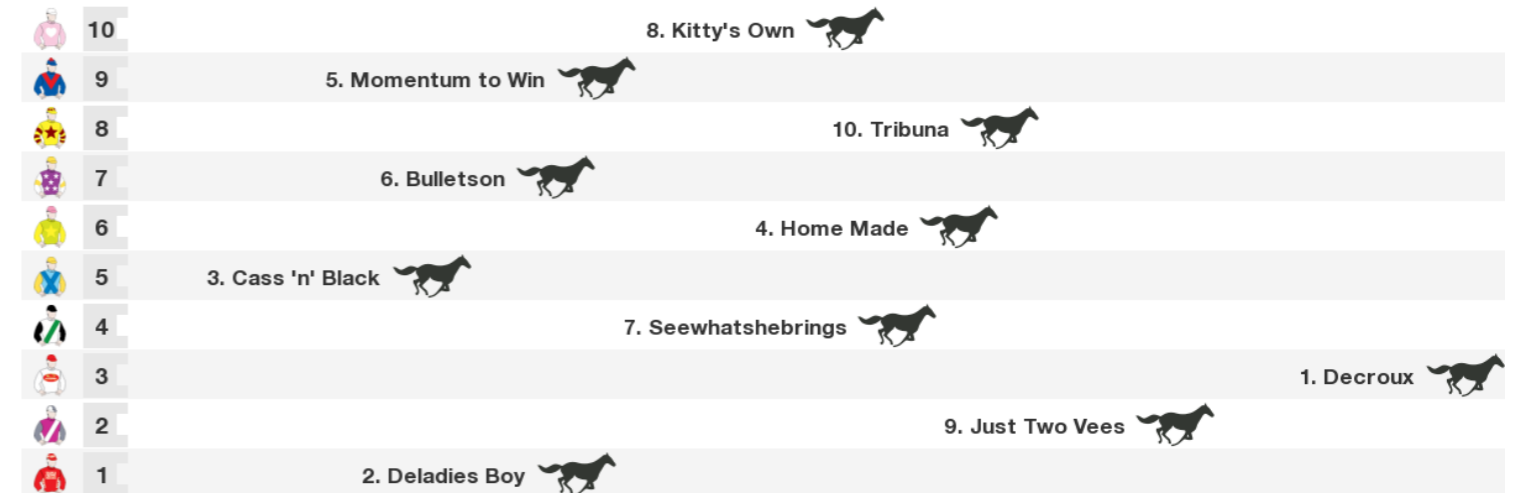 10 8. Kitty's Own
9 5. Momentum to Win
8 10. Tribuna
7 6. Bulletson
6 4. Home Made
5 3. Cass 'n' Black
4 7. Seewhatshebrings
3 1. Decroux
2 9. Just Two Vees
1 2. Deladies Boy